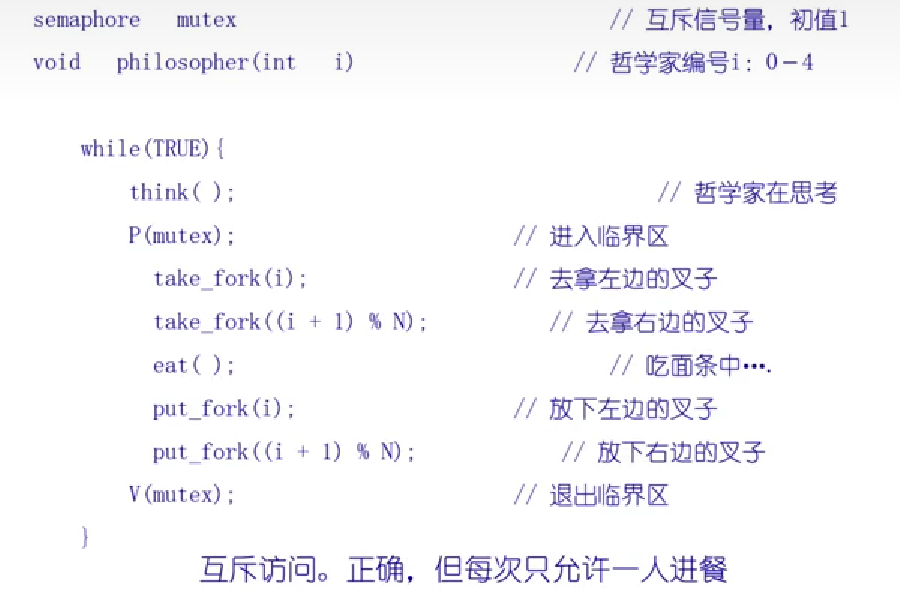 semaphore mutex // 互斥信号量，初值1
void philosopher(int i) // 哲学家编号i: 0－4
while(TRUE){
think( ); // 哲学家在思考
P(mutex); // 进入临界区
take_fork(i); // 去拿左边的叉子
take_fork((i + 1) % N); // 去拿右边的叉子
eat( ); // 吃面条中….
put_fork(i); // 放下左边的叉子
put_fork((i + 1) % N); // 放下右边的叉子
V(mutex); // 退出临界区
}
互斥访问。正确，但每次只允许一人进餐